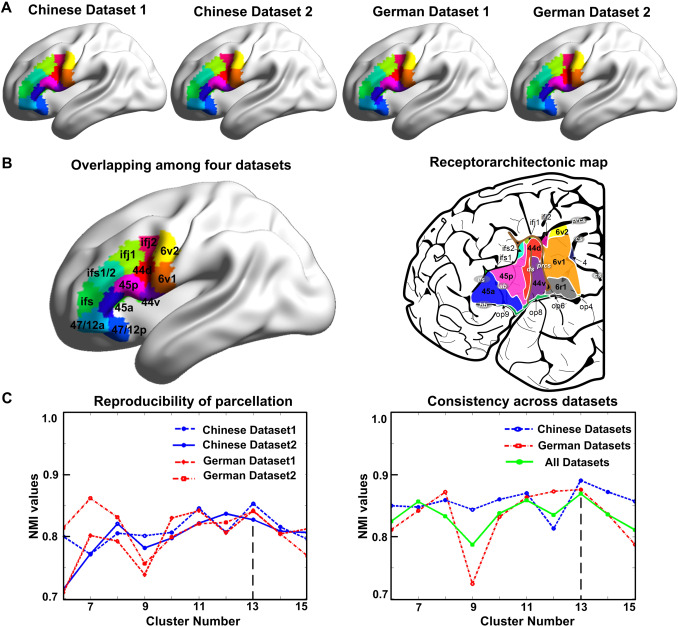 A
Chinese Dataset 1
Chinese Dataset 2
German Dataset 1
German Dataset 2
B
Overlapping among four datasets
Receptorarchitectonic map
ifj2
ifj1
6v2
ifs1/2
44d
6v1
45p
ifs
45a
44v
47/12a
47/12p
ifj2
ifj1
6v2
ifs2
ifs1
44d
prcs
4
ds
6v1
45p
44v
45a
6r1
op9
op8
op6
op4
C
Reproducibility of parcellation
Consistency across datasets
1.0
0.9
0.8
0.7
NMI values
Chinese Dataset1
Chinese Dataset2
German Dataset1
German Dataset2
7
9
11
13
15
Cluster Number
1.0
0.9
0.8
0.7
NMI values
Chinese Datasets
German Datasets
All Datasets
7
9
11
13
15
Cluster Number